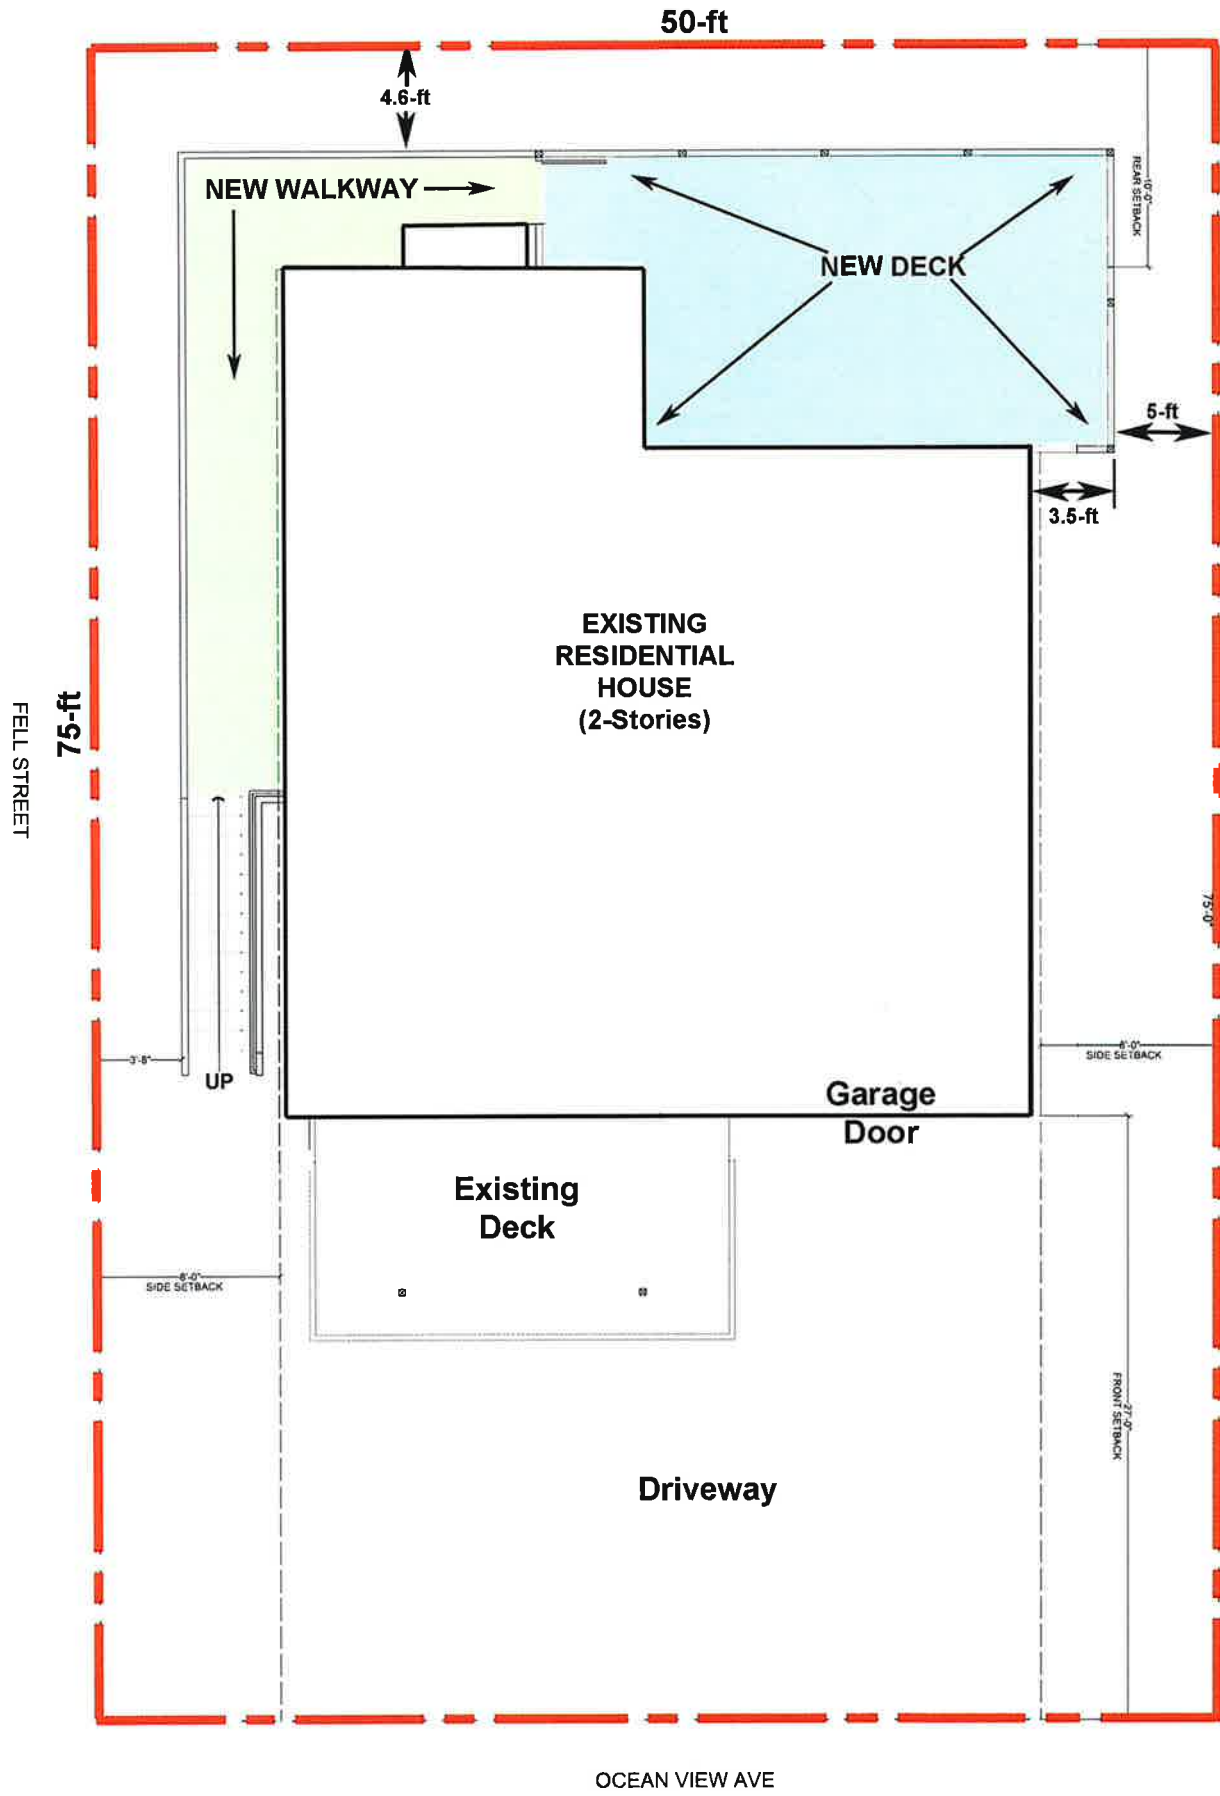 50-ft
4.6-ft
NEW WALKWAY
10'-0"
REAR SETBACK
NEW DECK
5-ft
3.5-ft
EXISTING
RESIDENTIAL
HOUSE
(2-Stories)
75-ft
FELL STREET
75'-0"
3'-8"
UP
8'-0"
SIDE SETBACK
Garage
Door
Existing
Deck
8'-0"
SIDE SETBACK
27'-0"
FRONT SETBACK
Driveway
OCEAN VIEW AVE